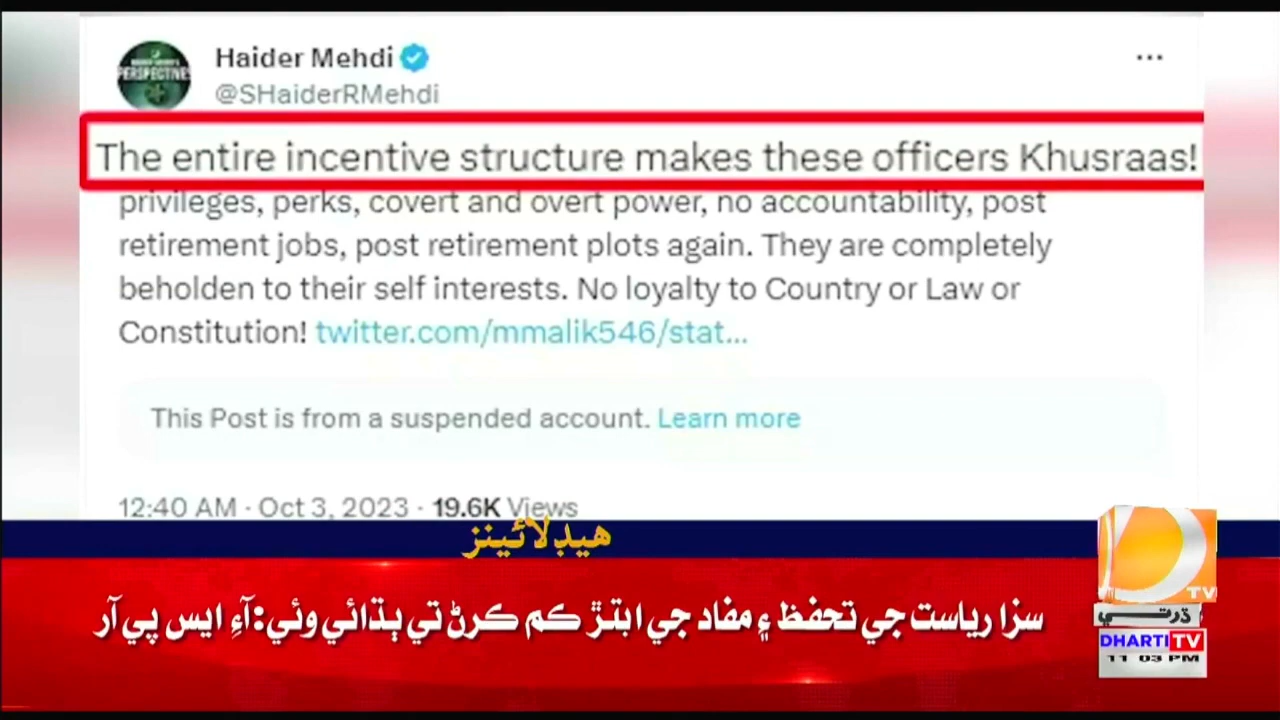 Haider Mehdi
@SHaiderRMehdi
The entire incentive structure makes these officers Khusraas!
privileges, perks, covert and overt power, no accountability, post
retirement jobs, post retirement plots again. They are completely
beholden to their self interests. No loyalty to Country or Law or
Constitution! twitter.com/mmalik546/stat...
This Post is from a suspended account. Learn more
12:40 AM · Oct 3, 2023 · 19.6K Views
هيڊلائينز
سزا رياست جي تحفظ ۽ مفاد جي ابتڙ ڪم ڪرڻ تي ٻڌائي وئي:آءِ ايس پي آر
TV
ڌرتي
DHARTI TV
11 03 PM